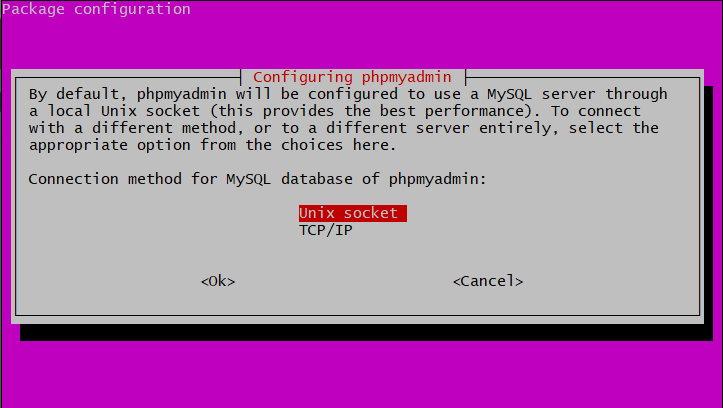 Package configuration
Configuring phpmyadmin
By default, phpmyadmin will be configured to use a MySQL server through
a local Unix socket (this provides the best performance). To connect
with a different method, or to a different server entirely, select the
appropriate option from the choices here.
Connection method for MySQL database of phpmyadmin:
Unix socket
TCP/IP
<Ok> <Cancel>